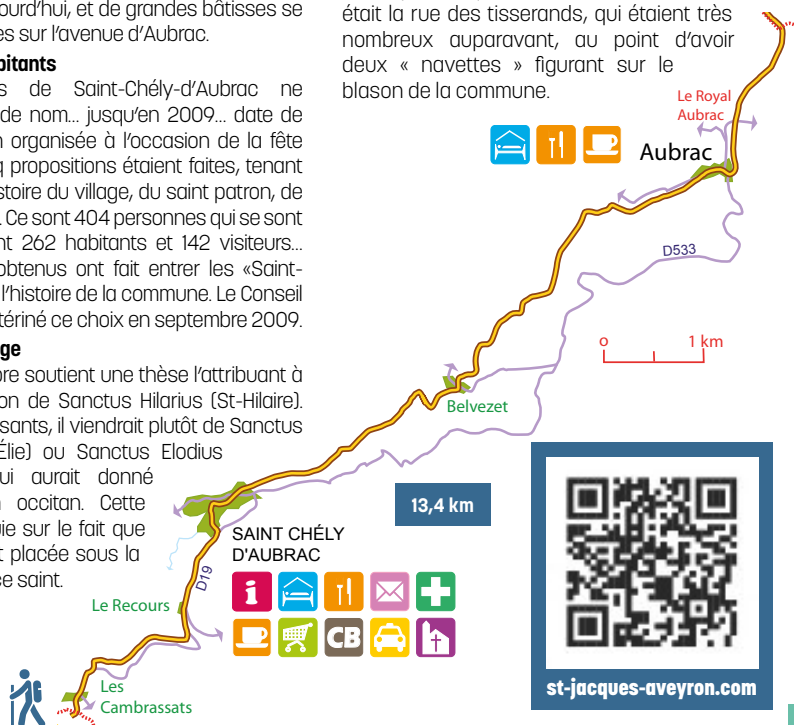 ourd'hui, et de grandes bâtisses se
es sur l'avenue d'Aubrac.
bitants
s de Saint-Chély-d'Aubrac ne
de nom... jusqu'en 2009... date de
n organisée à l'occasion de la fête
q propositions étaient faites, tenant
stoire du village, du saint patron, de
. Ce sont 404 personnes qui se sont
nt 262 habitants et 142 visiteurs...
obtenus ont fait entrer les «Saint-
l'histoire de la commune. Le Conseil
tériné ce choix en septembre 2009.
ge
bre soutient une thèse l'attribuant à
on de Sanctus Hilarius (St-Hilaire).
sants, il viendrait plutôt de Sanctus
Élie) ou Sanctus Elodius
ui aurait donné
n occitan. Cette
uie sur le fait que
t placée sous la
ce saint.
était la rue des tisserands, qui étaient très
nombreux auparavant, au point d'avoir
deux « navettes » figurant sur le
blason de la commune.
Le Royal
Aubrac
Aubrac
D533
0 1 km
Belvezet
13,4 km
SAINT CHÉLY
D'AUBRAC
i
CB
D19
Le Recours
Les
Cambrassats
st-jacques-aveyron.com